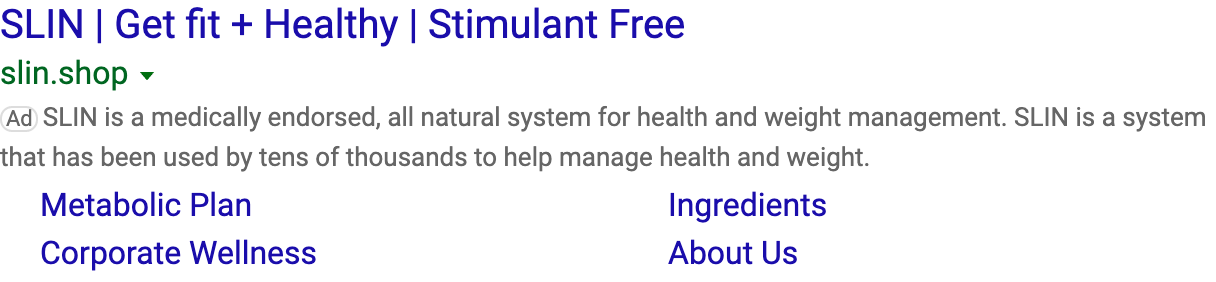 SLIN | Get fit + Healthy | Stimulant Free
slin.shop
Ad SLIN is a medically endorsed, all natural system for health and weight management. SLIN is a system
that has been used by tens of thousands to help manage health and weight.
Metabolic Plan Ingredients
Corporate Wellness About Us